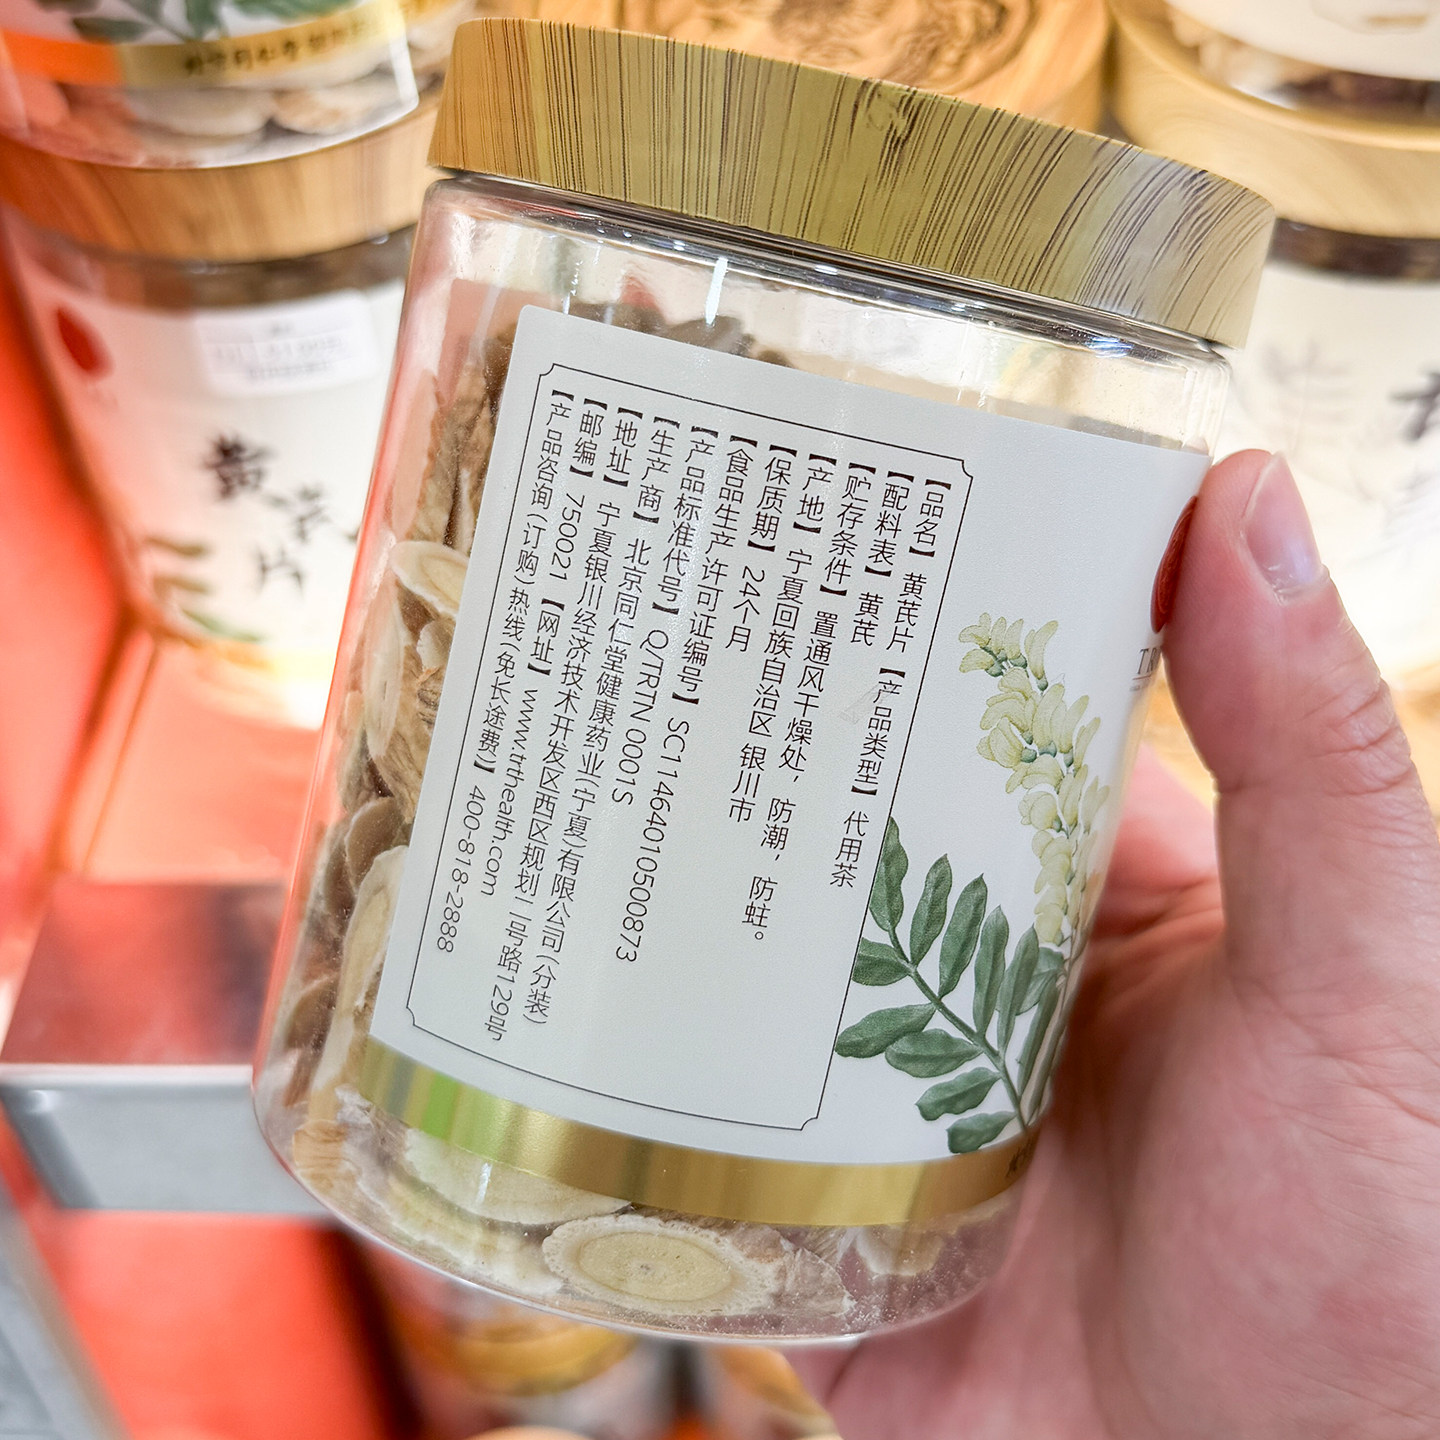 【品名】 黄芪片 【产品类型】 代用茶
【配料表】 黄芪
【贮存条件】 置通风干燥处，防潮，防蛀。
【产地】 宁夏回族自治区 银川市
【保质期】 24个月
【食品生产许可证编号】 SC11464010500873
【产品标准代号】 Q/TRTN 0001S
【生产商】 北京同仁堂健康药业(宁夏)有限公司(分装)
【地址】 宁夏银川经济技术开发区西区规划二号路129号
【邮编】 750021 【网址】 www.trthealth.com
【产品咨询(订购)热线(免长途费)】 400-818-2888
黄芪片